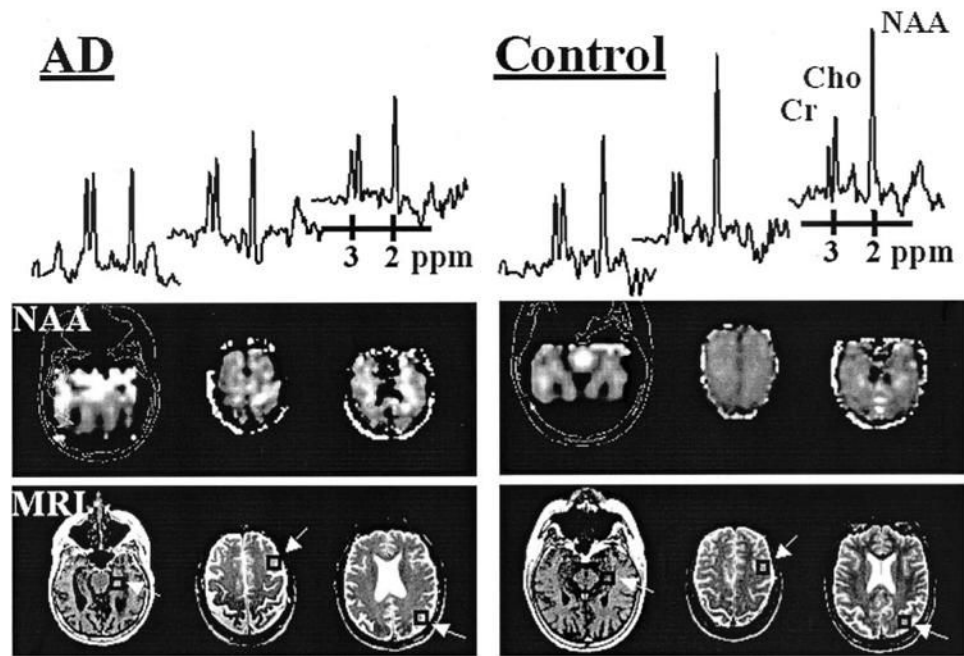 AD
3 2 ppm
Control
NAA
Cho
Cr
3 2 ppm
NAA
MRI